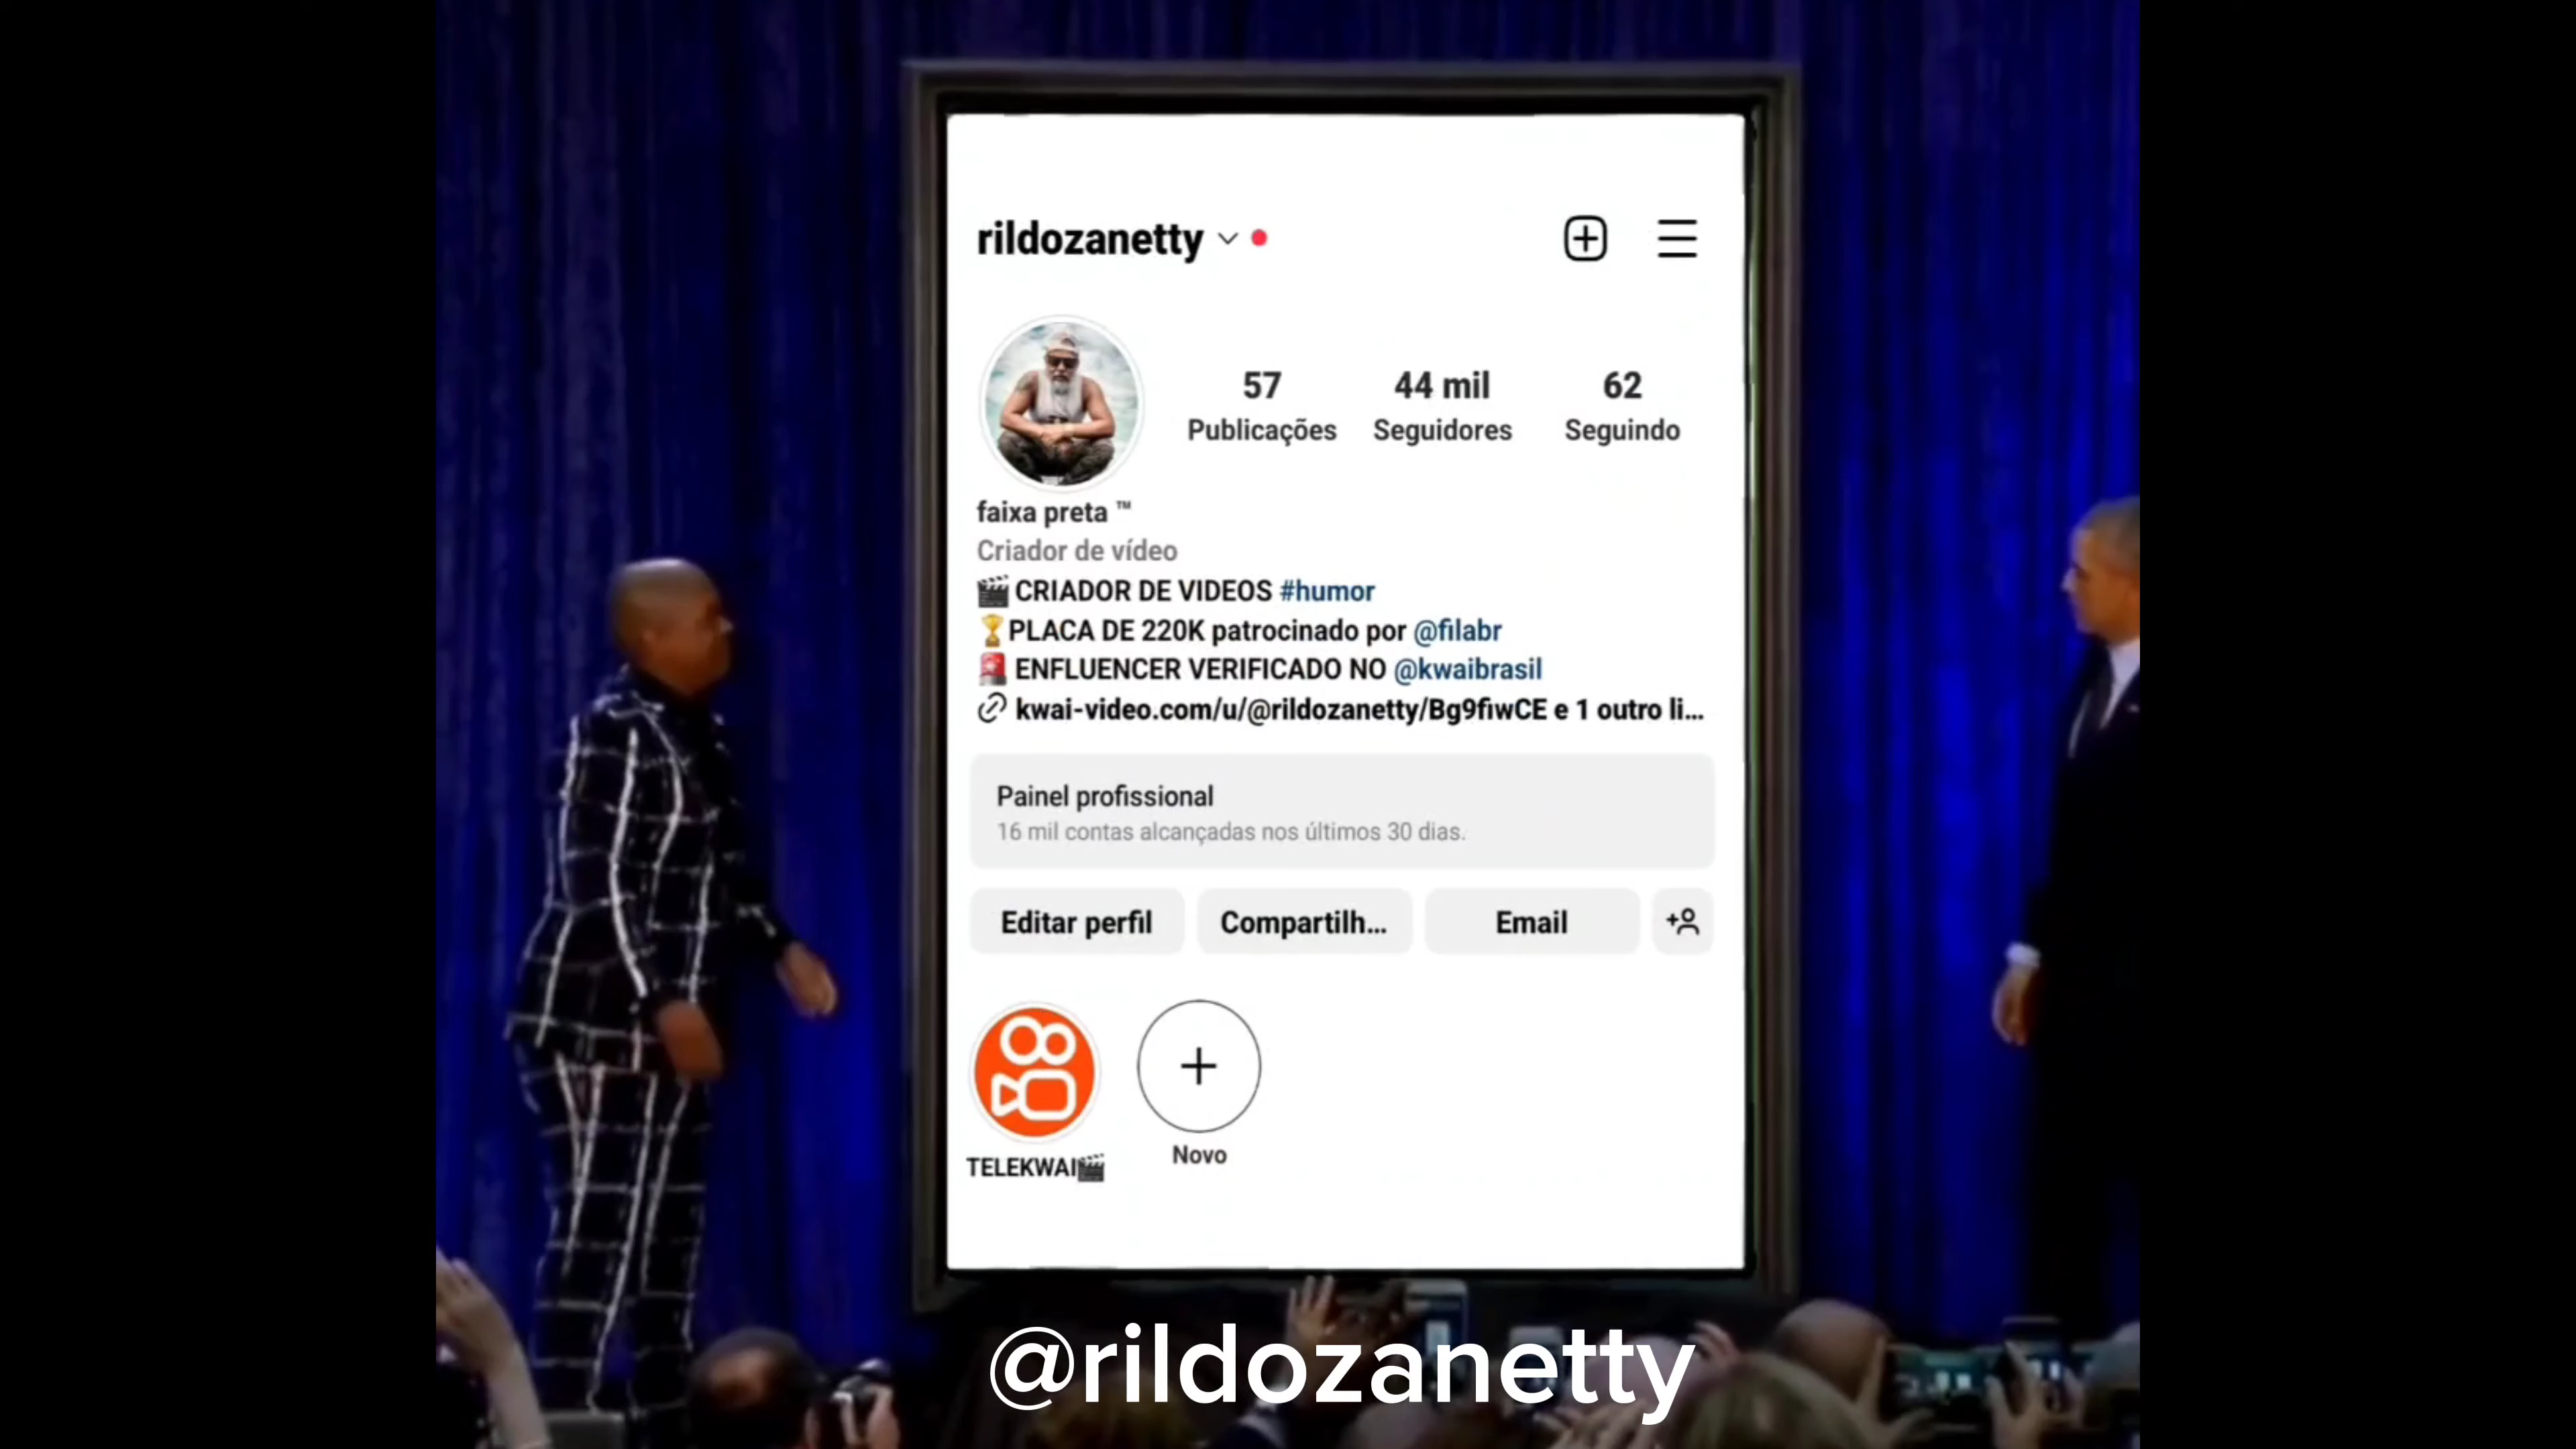 rildozanetty
57
Publicações
44 mil
Seguidores
62
Seguindo
faixa preta ™
Criador de vídeo
🎬 CRIADOR DE VIDEOS #humor
🏆PLACA DE 220K patrocinado por @filabr
🚨 ENFLUENCER VERIFICADO NO @kwaibrasil
kwai-video.com/u/@rildozanetty/Bg9fiwCE e 1 outro li...
Painel profissional
16 mil contas alcançadas nos últimos 30 dias.
Editar perfil
Compartilh...
Email
TELEKWAI🎬
Novo
@rildozanetty